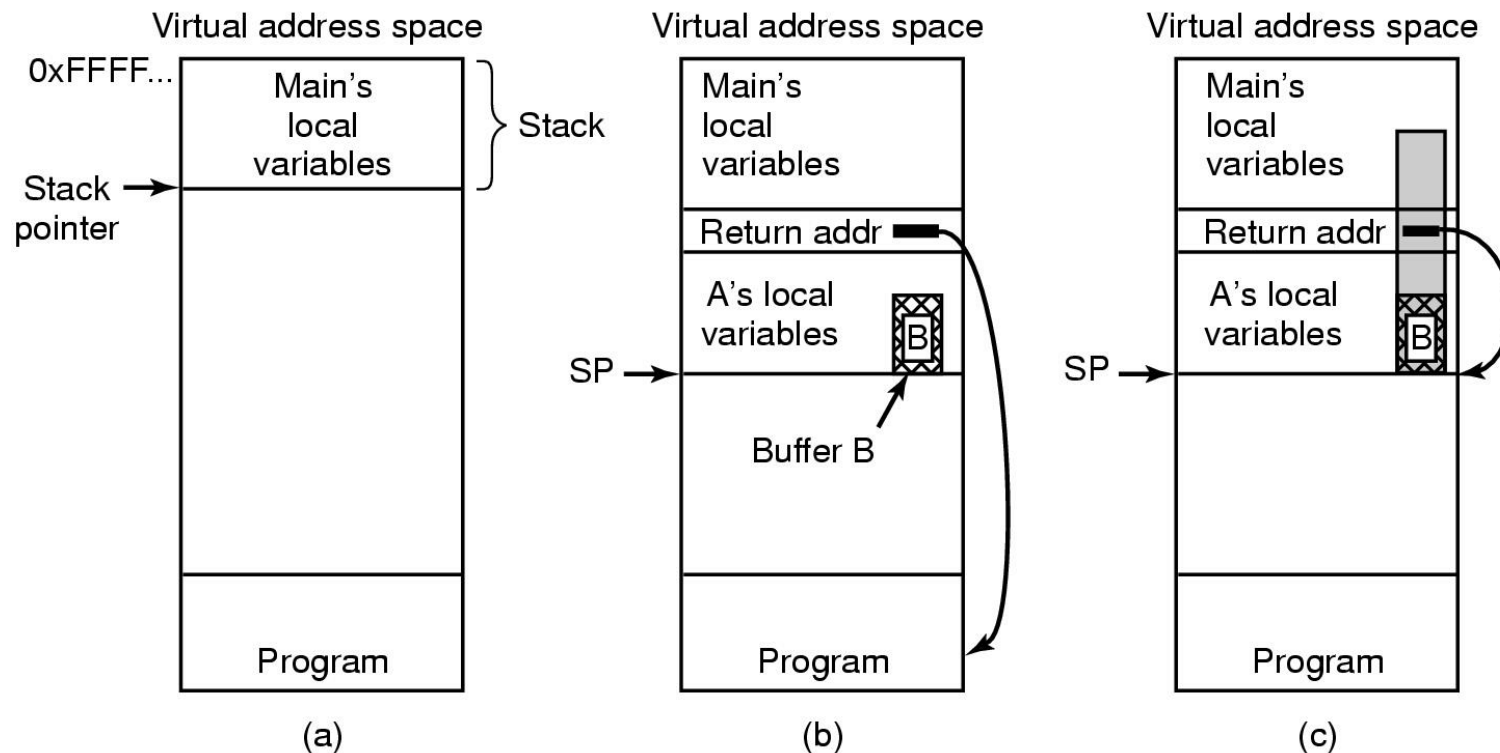 Virtual address space
0xFFFF...
Main's
local
variables
Stack
Stack
pointer
Program
(a)
Virtual address space
Main's
local
variables
Return addr
A's local
variables
B
SP
Buffer B
Program
(b)
Virtual address space
Main's
local
variables
Return addr
A's local
variables
B
SP
Program
(c)